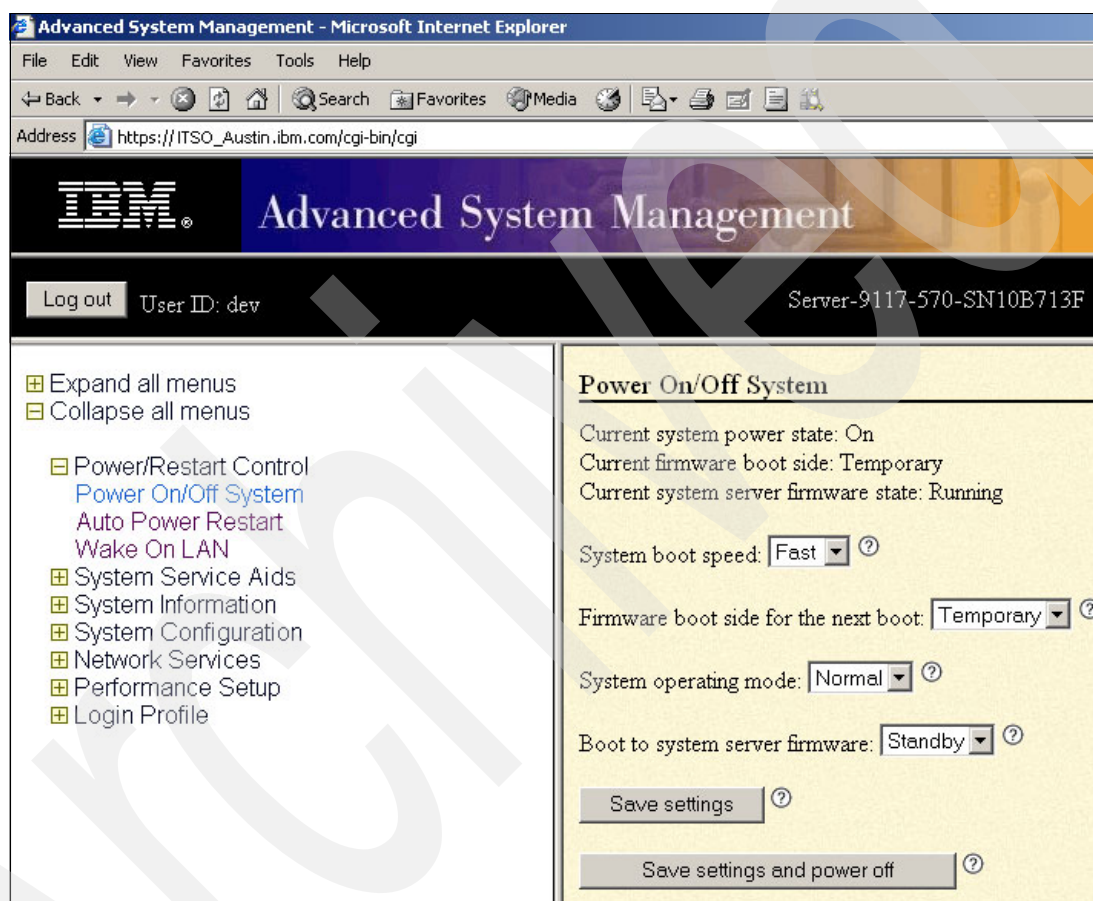 Advanced System Management - Microsoft Internet Explorer
File Edit View Favorites Tools Help
Back Search Favorites Media
Address https://ITSO_Austin.ibm.com/cgi-bin/cgi
IBM® Advanced System Management
Log out User ID: dev Server-9117-570-SN10B713F
Expand all menus
Collapse all menus
Power/Restart Control
Power On/Off System
Auto Power Restart
Wake On LAN
System Service Aids
System Information
System Configuration
Network Services
Performance Setup
Login Profile
Power On/Off System
Current system power state: On
Current firmware boot side: Temporary
Current system server firmware state: Running
System boot speed: Fast ?
Firmware boot side for the next boot: Temporary ?
System operating mode: Normal ?
Boot to system server firmware: Standby ?
Save settings ?
Save settings and power off ?